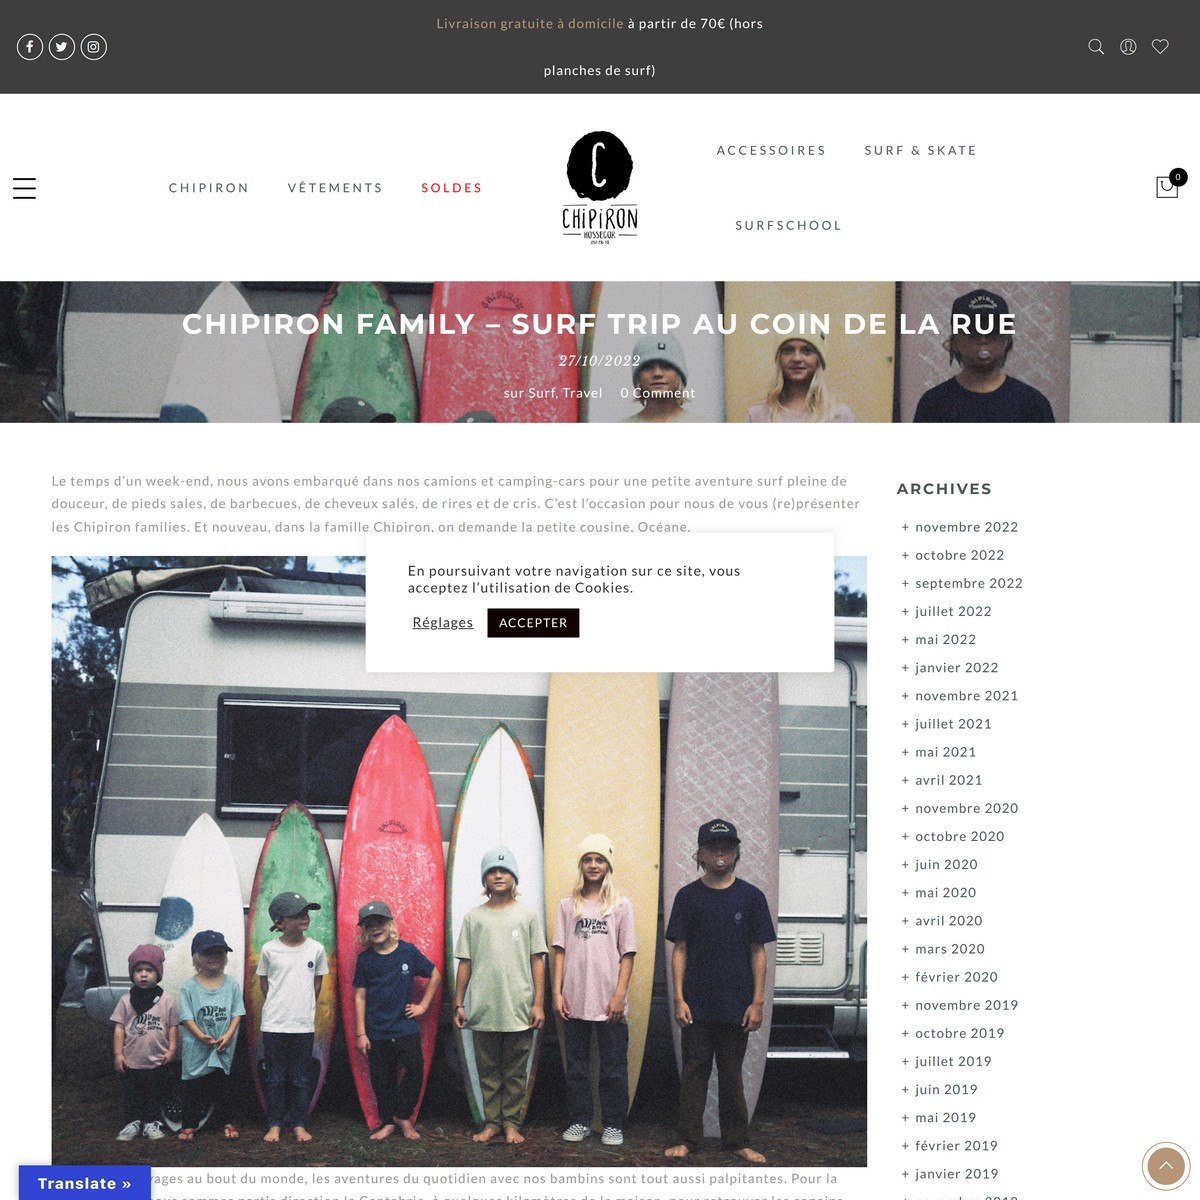 Livraison gratuite à domicile à partir de 70€ (hors
planches de surf)
CHIPIRON
VÊTEMENTS
SOLDES
C
CHIPIRON
HOSSEGOR
ACCESSOIRES
SURF & SKATE
SURFSCHOOL
0
CHIPIRON FAMILY – SURF TRIP AU COIN DE LA RUE
27/10/2022
sur Surf, Travel 0 Comment
Le temps d’un week-end, nous avons embarqué dans nos camions et camping-cars pour une petite aventure surf pleine de
douceur, de pieds sales, de barbecues, de cheveux salés, de rires et de cris. C’est l’occasion pour nous de vous (re)présenter
les Chipiron families. Et nouveau, dans la famille Chipiron, on demande la petite cousine, Océane.
En poursuivant votre navigation sur ce site, vous
acceptez l’utilisation de Cookies.
Réglages
ACCEPTER
ARCHIVES
+ novembre 2022
+ octobre 2022
+ septembre 2022
+ juillet 2022
+ mai 2022
+ janvier 2022
+ novembre 2021
+ juillet 2021
+ mai 2021
+ avril 2021
+ novembre 2020
+ octobre 2020
+ juin 2020
+ mai 2020
+ avril 2020
+ mars 2020
+ février 2020
+ novembre 2019
+ octobre 2019
+ juillet 2019
+ juin 2019
+ mai 2019
+ février 2019
+ janvier 2019
au bout du monde, les aventures du quotidien avec nos bambins sont tout aussi palpitantes. Pour la
Translate »